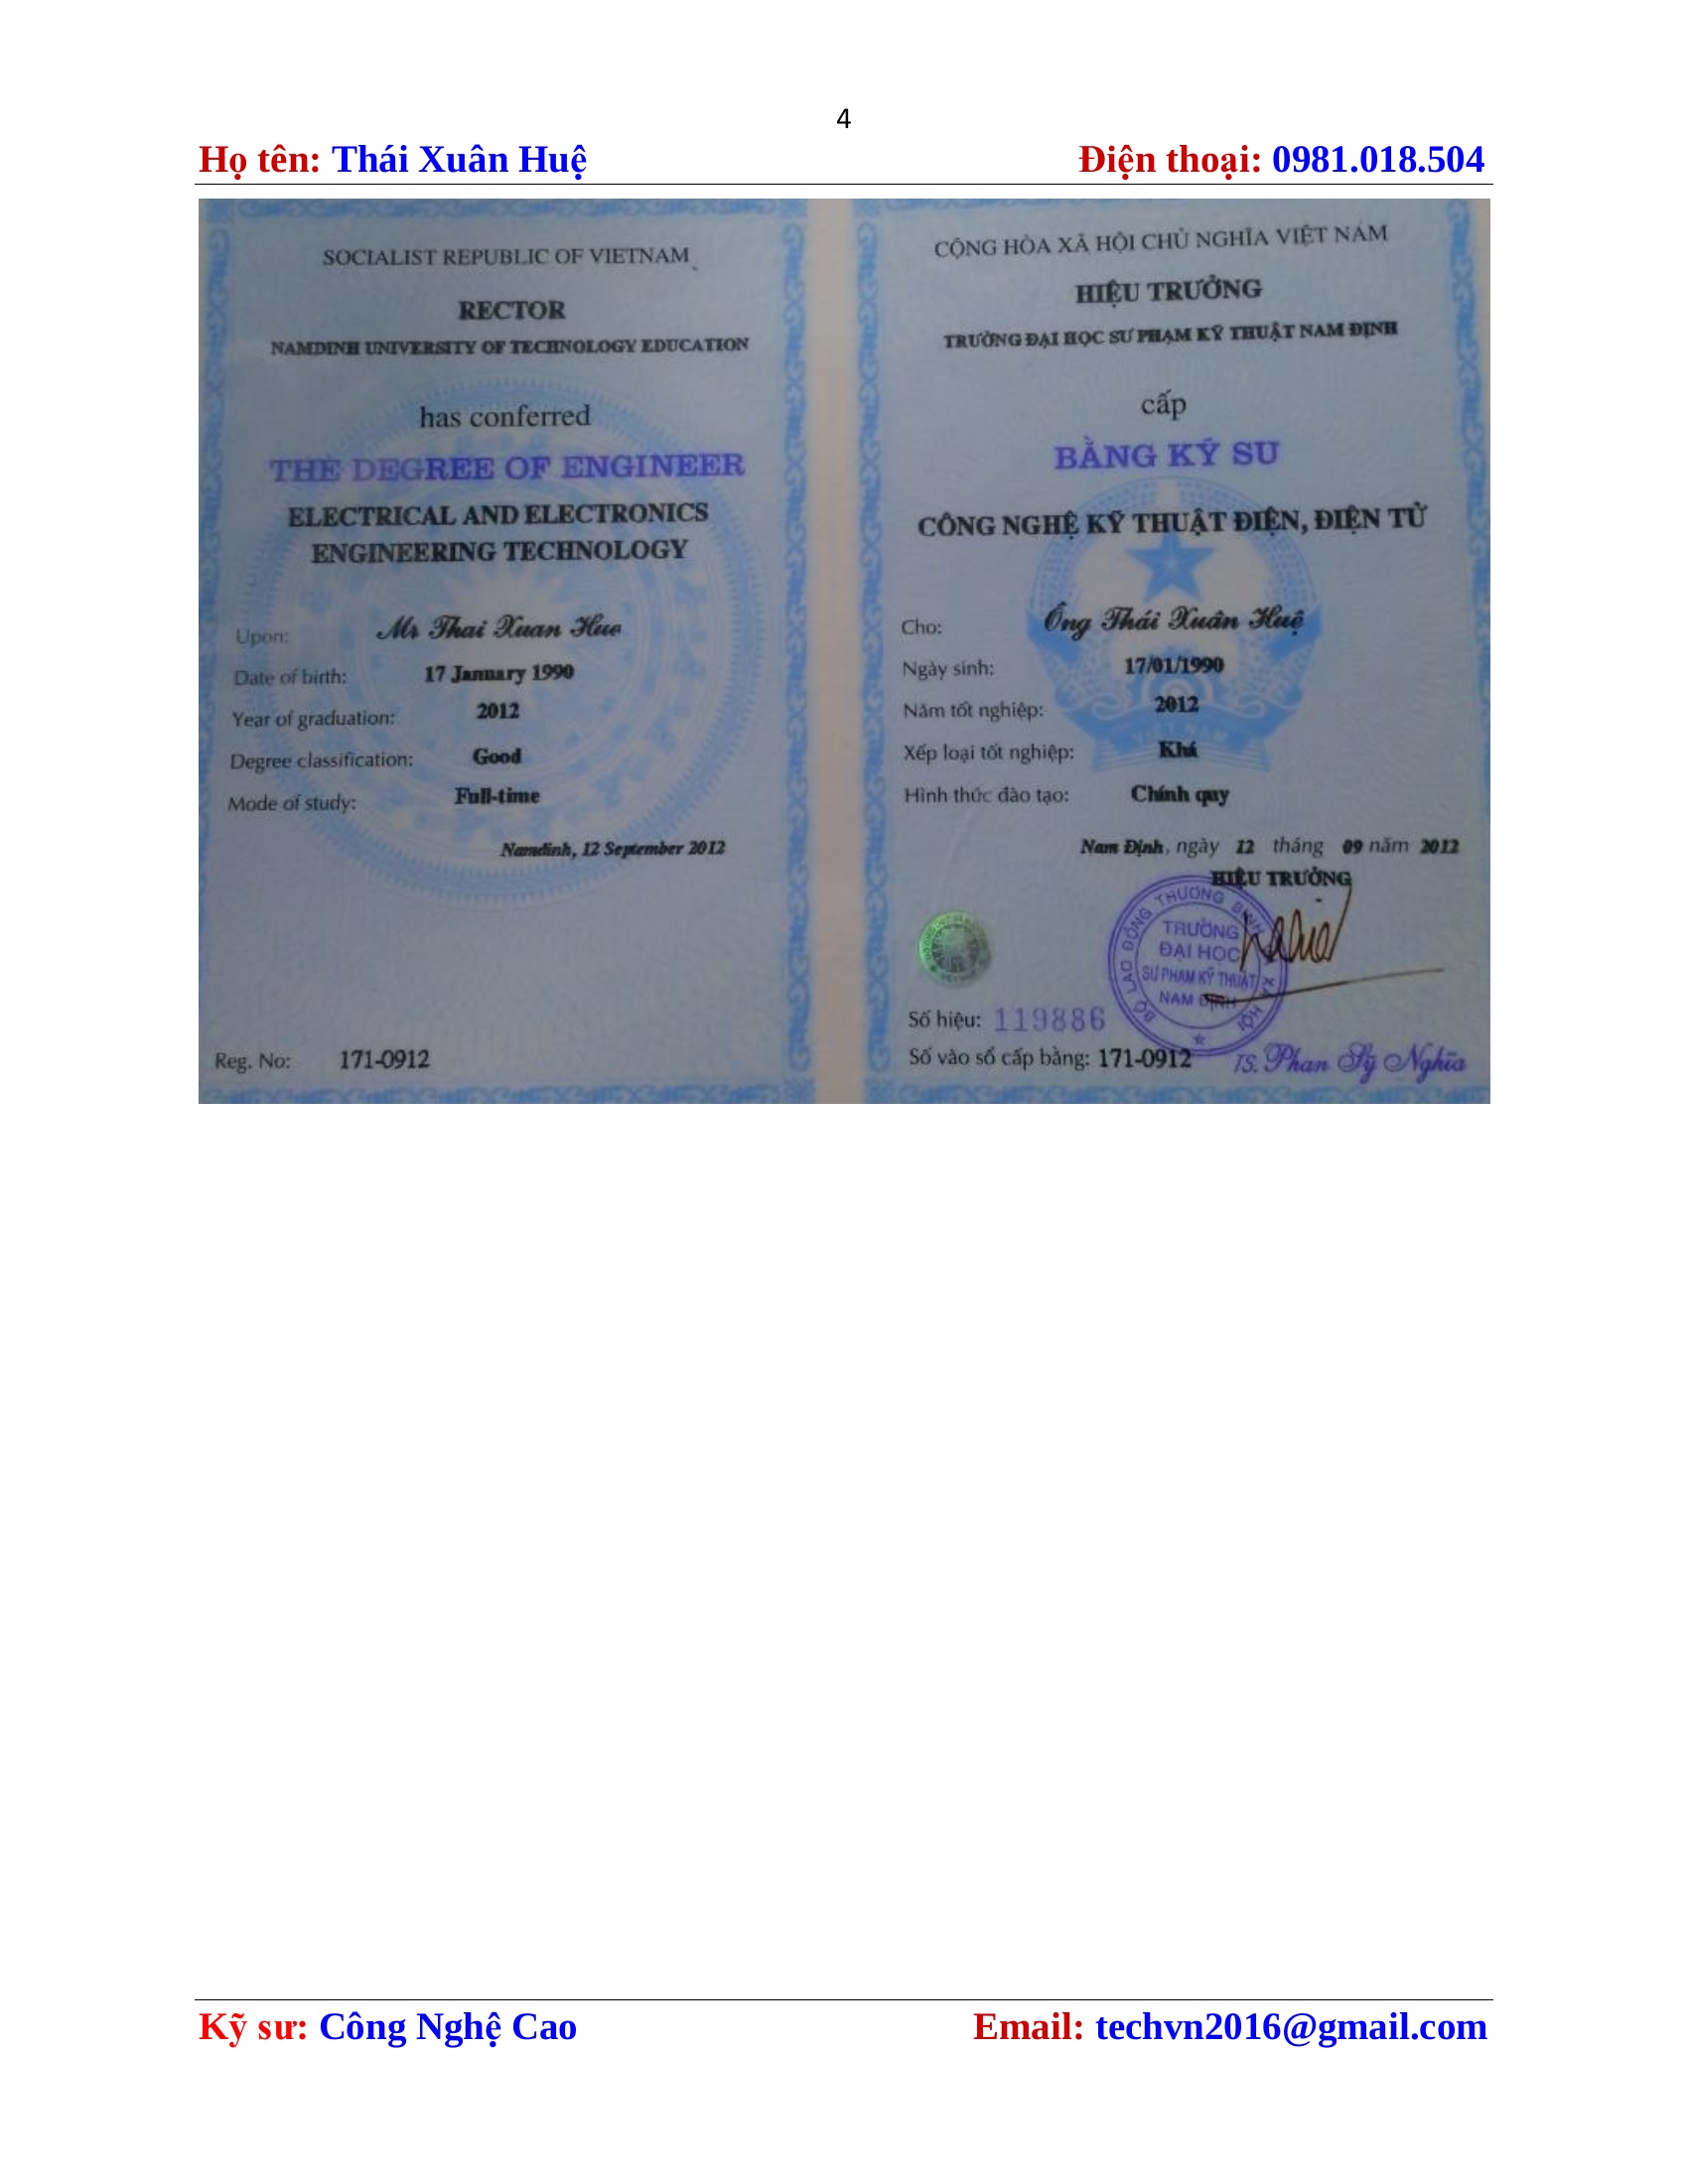 4
Họ tên: Thái Xuân Huệ
Điện thoại: 0981.018.504
SOCIALIST REPUBLIC OF VIETNAM
RECTOR
NAMDINH UNIVERSITY OF TECHNOLOGY EDUCATION
has conferred
THE DEGREE OF ENGINEER
ELECTRICAL AND ELECTRONICS
ENGINEERING TECHNOLOGY
Upon: Mr Thai Xuan Hue
Date of birth: 17 January 1990
Year of graduation: 2012
Degree classification: Good
Mode of study: Full-time
Namdinh, 12 September 2012
Reg. No: 171-0912
CỘNG HÒA XÃ HỘI CHỦ NGHĨA VIỆT NAM
HIỆU TRƯỞNG
TRƯỜNG ĐẠI HỌC SƯ PHẠM KỸ THUẬT NAM ĐỊNH
cấp
BẰNG KỸ SƯ
CÔNG NGHỆ KỸ THUẬT ĐIỆN, ĐIỆN TỬ
Cho: Ông Thái Xuân Huệ
Ngày sinh: 17/01/1990
Năm tốt nghiệp: 2012
Xếp loại tốt nghiệp: Khá
Hình thức đào tạo: Chính quy
Nam Định, ngày 12 tháng 09 năm 2012
HIỆU TRƯỞNG
BỘ LAO ĐỘNG THƯƠNG BINH XÃ HỘI
TRƯỜNG
ĐẠI HỌC
SƯ PHẠM KỸ THUẬT
NAM ĐỊNH
Số hiệu: 119886
Số vào sổ cấp bằng: 171-0912
TS. Phan Sỹ Nghĩa
Kỹ sư: Công Nghệ Cao
Email: techvn2016@gmail.com